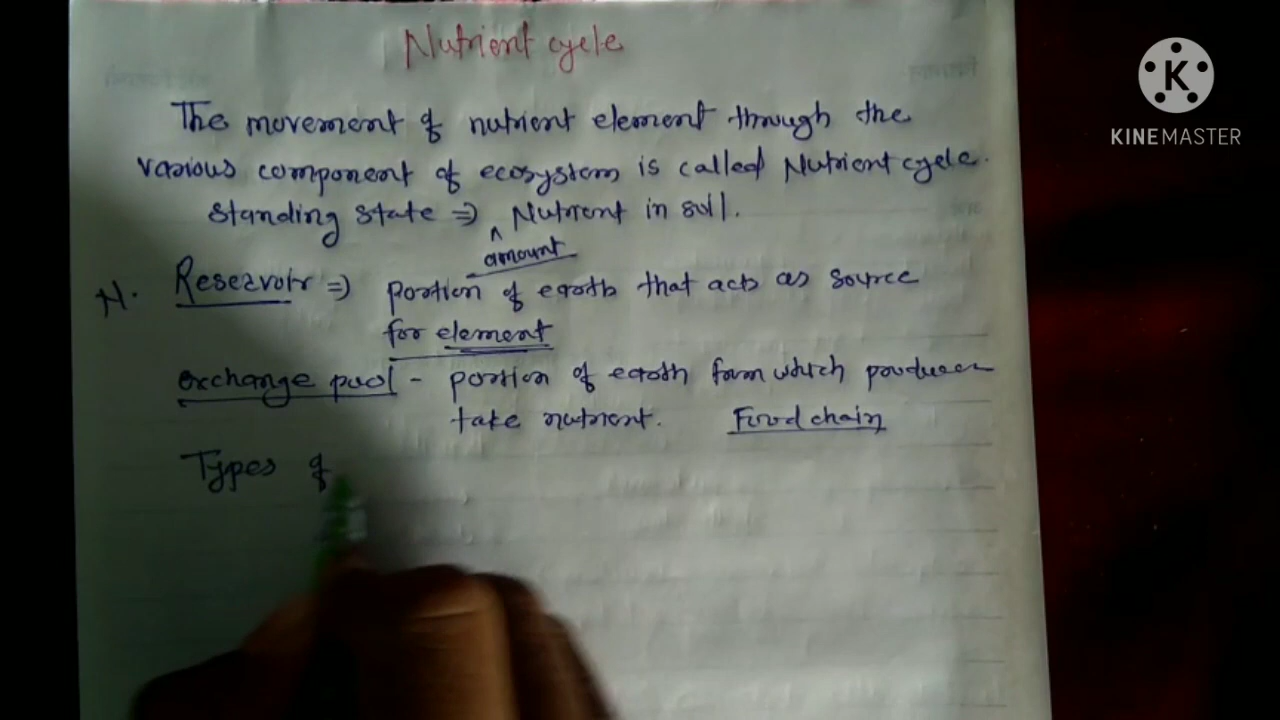 Nutrient cycle
The movement of nutrient element through the
various component of ecosystem is called Nutrient cycle.
Standing state ⇒ ^ Nutrient in soil.
amount
N. Reservoir ⇒ portion of earth that acts as source
for element
exchange pool - portion of earth form which producer
take nutrient. Food chain
Types of
K
KINEMASTER